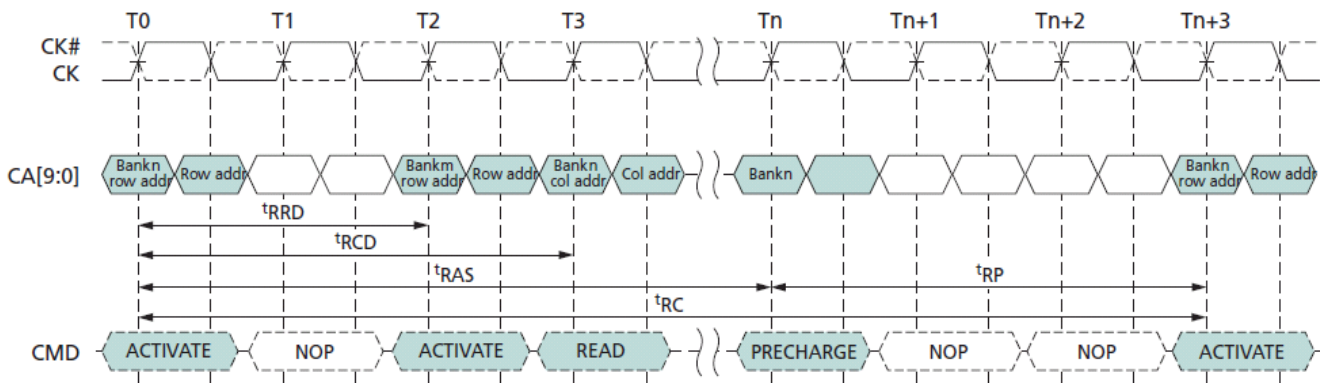 T0 T1 T2 T3 Tn Tn+1 Tn+2 Tn+3
CK#
CK
CA[9:0]
Bankn
row addr
Row addr
Bankm
row addr
Row addr
Bankn
col addr
Col addr
Bankn
Bankn
row addr
Row addr
tRRD
tRCD
tRAS
tRP
tRC
CMD ACTIVATE NOP ACTIVATE READ PRECHARGE NOP NOP ACTIVATE